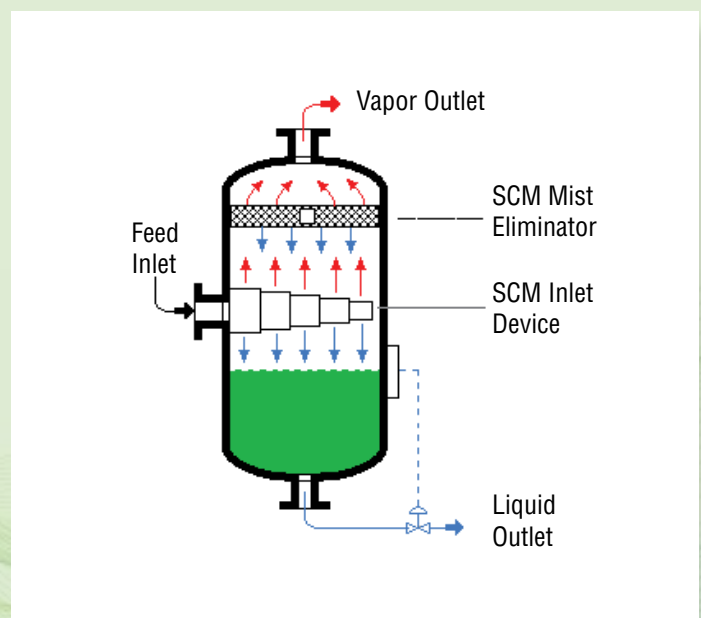 Vapor Outlet
SCM Mist
Eliminator
Feed
Inlet
SCM Inlet
Device
Liquid
Outlet